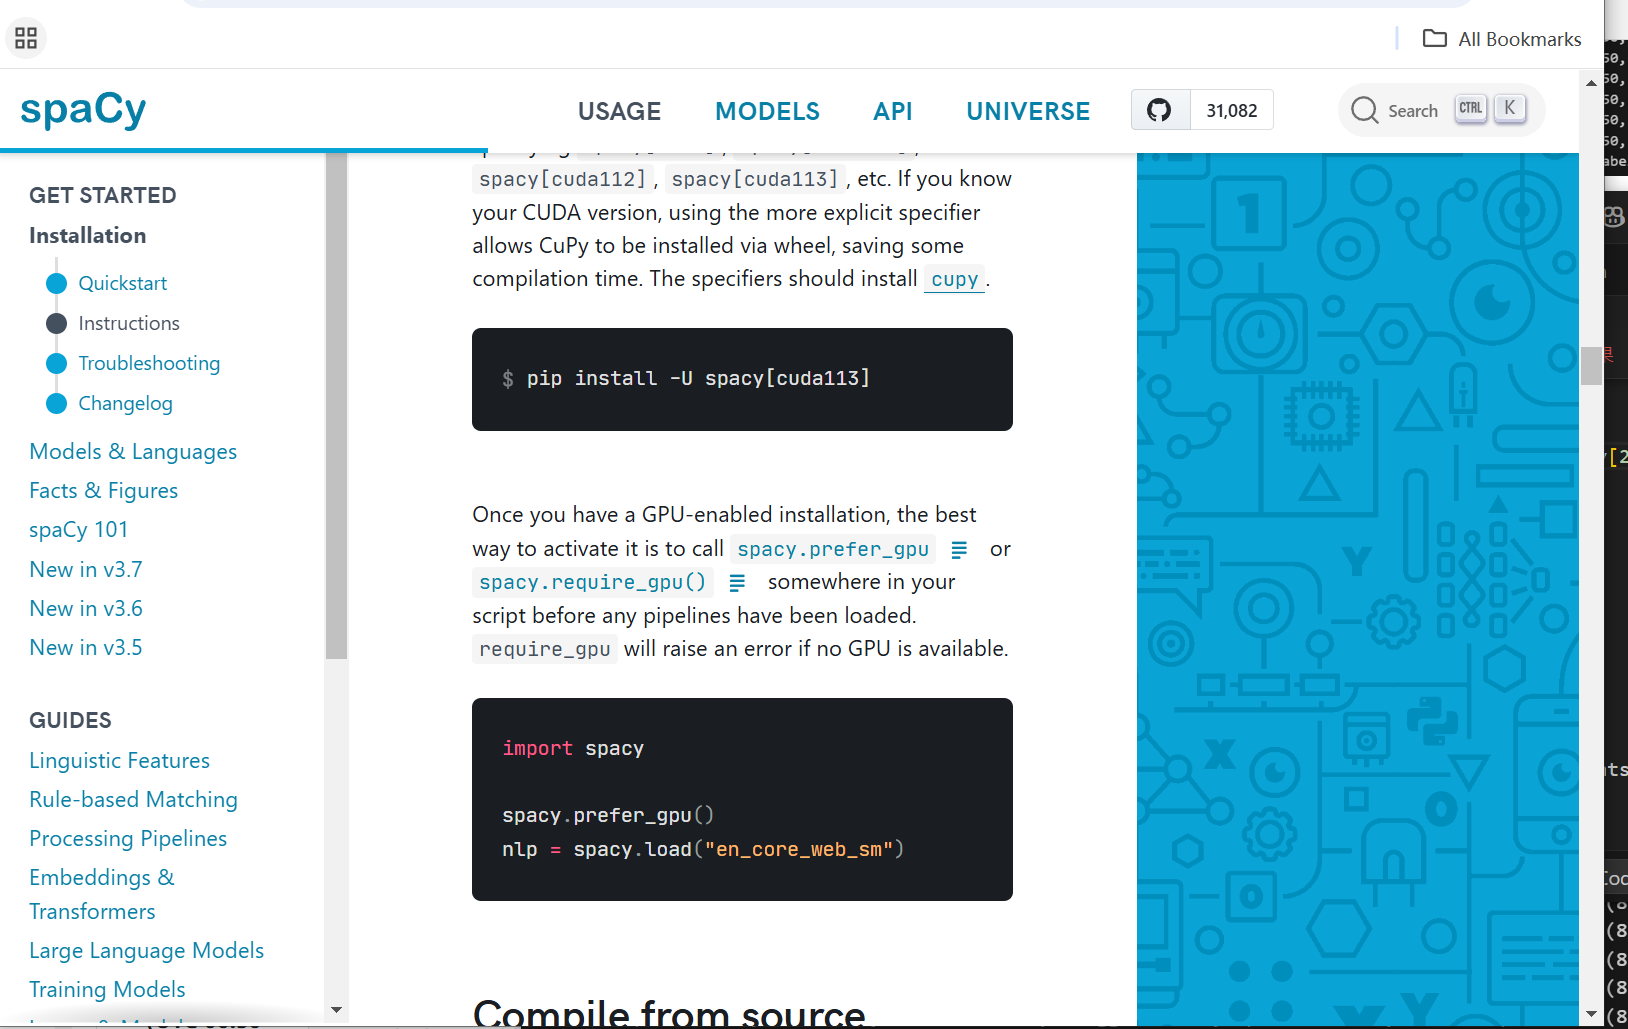 All Bookmarks
spaCy
USAGE
MODELS
API
UNIVERSE
31,082
Search
CTRL
K
GET STARTED
Installation
Quickstart
Instructions
Troubleshooting
Changelog
Models & Languages
Facts & Figures
spaCy 101
New in v3.7
New in v3.6
New in v3.5
GUIDES
Linguistic Features
Rule-based Matching
Processing Pipelines
Embeddings &
Transformers
Large Language Models
Training Models
spacy[cuda112], spacy[cuda113], etc. If you know
your CUDA version, using the more explicit specifier
allows CuPy to be installed via wheel, saving some
compilation time. The specifiers should install cupy.
$ pip install -U spacy[cuda113]
Once you have a GPU-enabled installation, the best
way to activate it is to call spacy.prefer_gpu or
spacy.require_gpu() somewhere in your
script before any pipelines have been loaded.
require_gpu will raise an error if no GPU is available.
import spacy
spacy.prefer_gpu()
nlp = spacy.load("en_core_web_sm")
Compile from source